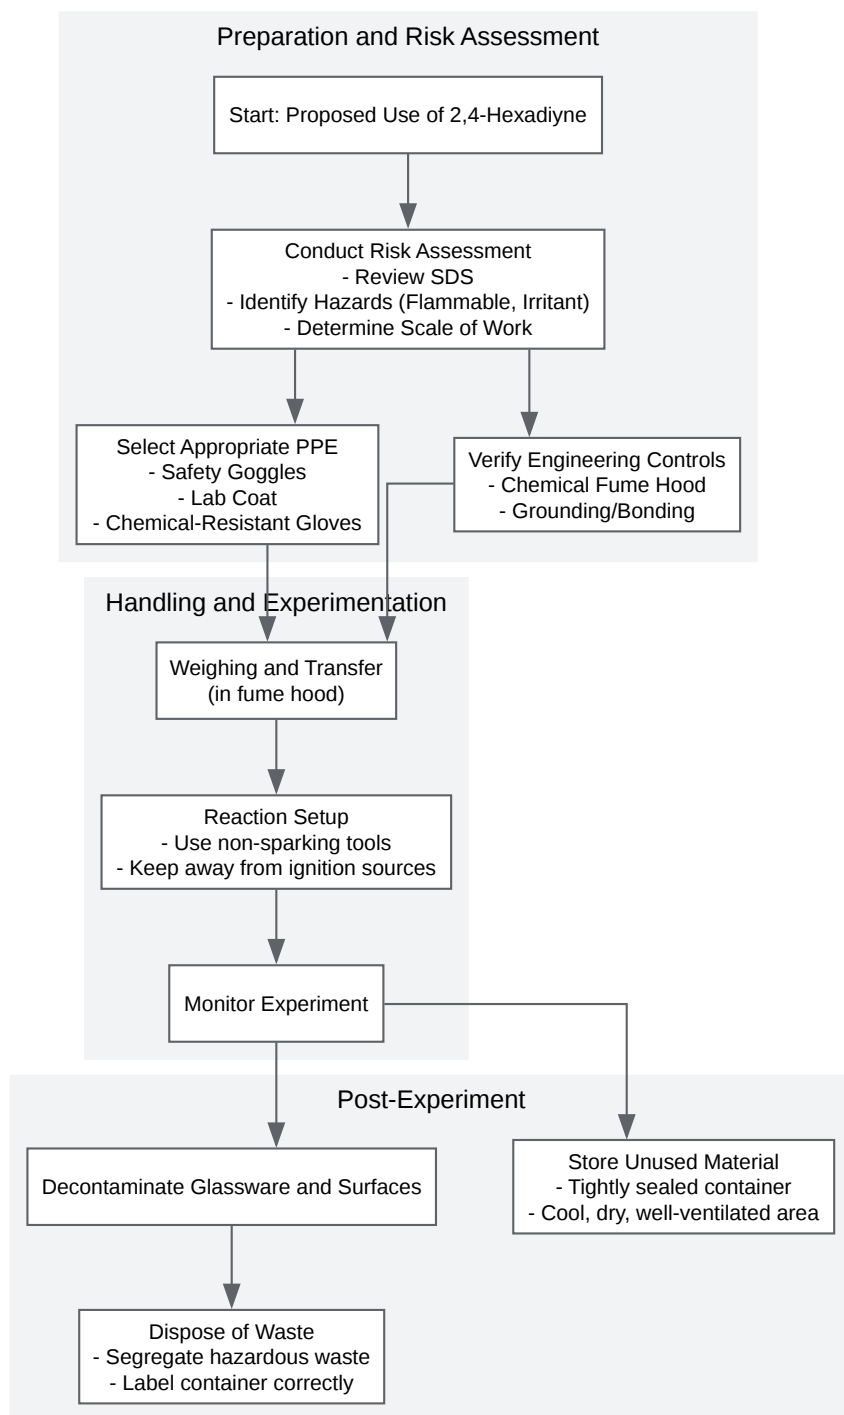 Preparation and Risk Assessment
Start: Proposed Use of 2,4-Hexadiyne
Conduct Risk Assessment
- Review SDS
- Identify Hazards (Flammable, Irritant)
- Determine Scale of Work
Select Appropriate PPE
- Safety Goggles
- Lab Coat
- Chemical-Resistant Gloves
Verify Engineering Controls
- Chemical Fume Hood
- Grounding/Bonding
Handling and Experimentation
Weighing and Transfer
(in fume hood)
Reaction Setup
- Use non-sparking tools
- Keep away from ignition sources
Monitor Experiment
Post-Experiment
Decontaminate Glassware and Surfaces
Store Unused Material
- Tightly sealed container
- Cool, dry, well-ventilated area
Dispose of Waste
- Segregate hazardous waste
- Label container correctly